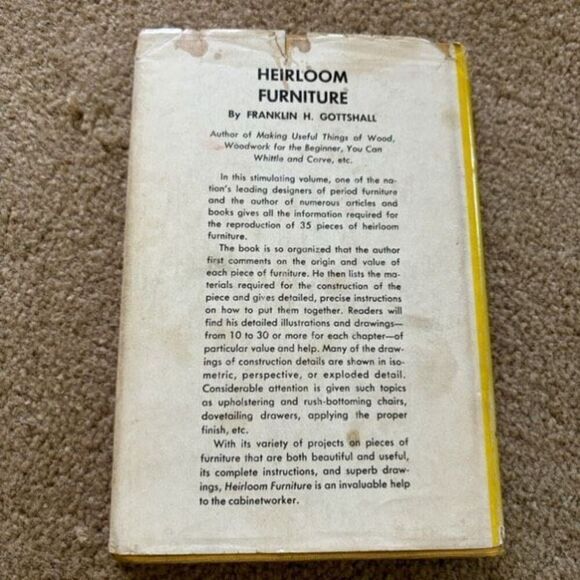 HEIRLOOM
FURNITURE
By FRANKLIN H. GOTTSHALL
Author of Making Useful Things of Wood,
Woodwork for the Beginner, You Can
Whittle and Carve, etc.
In this stimulating volume, one of the na-
tion's leading designers of period furniture
and the author of numerous articles and
books gives all the information required for
the reproduction of 35 pieces of heirloom
furniture.
The book is so organized that the author
first comments on the origin and value of
each piece of furniture. He then lists the ma-
terials required for the construction of the
piece and gives detailed, precise instructions
on how to put them together. Readers will
find his detailed illustrations and drawings—
from 10 to 30 or more for each chapter—of
particular value and help. Many of the draw-
ings of construction details are shown in iso-
metric, perspective, or exploded detail.
Considerable attention is given such topics
as upholstering and rush-bottoming chairs,
dovetailing drawers, applying the proper
finish, etc.
With its variety of projects on pieces of
furniture that are both beautiful and useful,
its complete instructions, and superb draw-
ings, Heirloom Furniture is an invaluable help
to the cabinetworker.